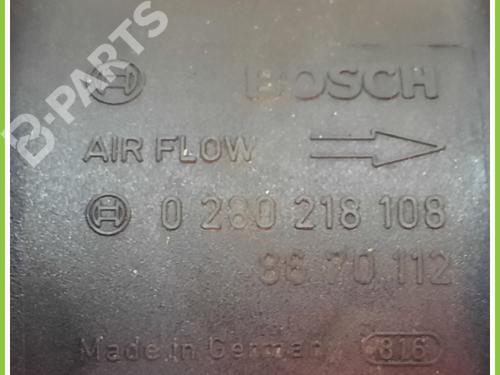 B-PARTS
BOSCH
AIR FLOW
0 280 218 108
8670112
Made in Germany 816